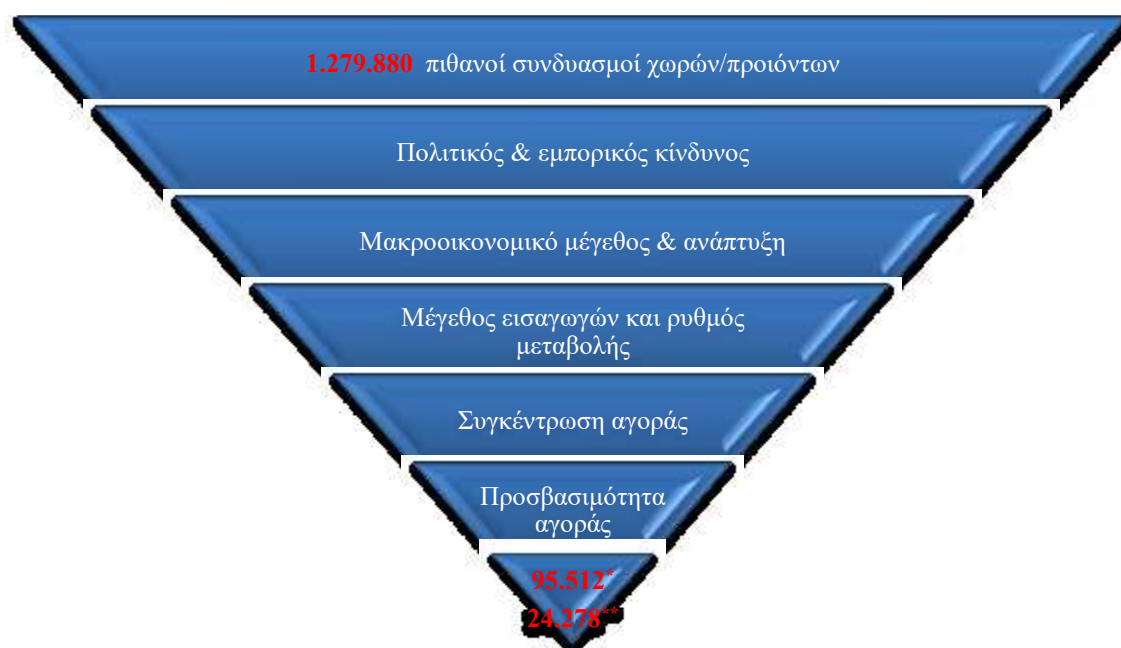 1.279.880 πιθανοί συνδυασμοί χωρών/προιόντων
Πολιτικός & εμπορικός κίνδυνος
Μακροοικονομικό μέγεθος & ανάπτυξη
Μέγεθος εισαγωγών και ρυθμός
μεταβολής
Συγκέντρωση αγοράς
Προσβασιμότητα
αγοράς
95.512*
24.278**